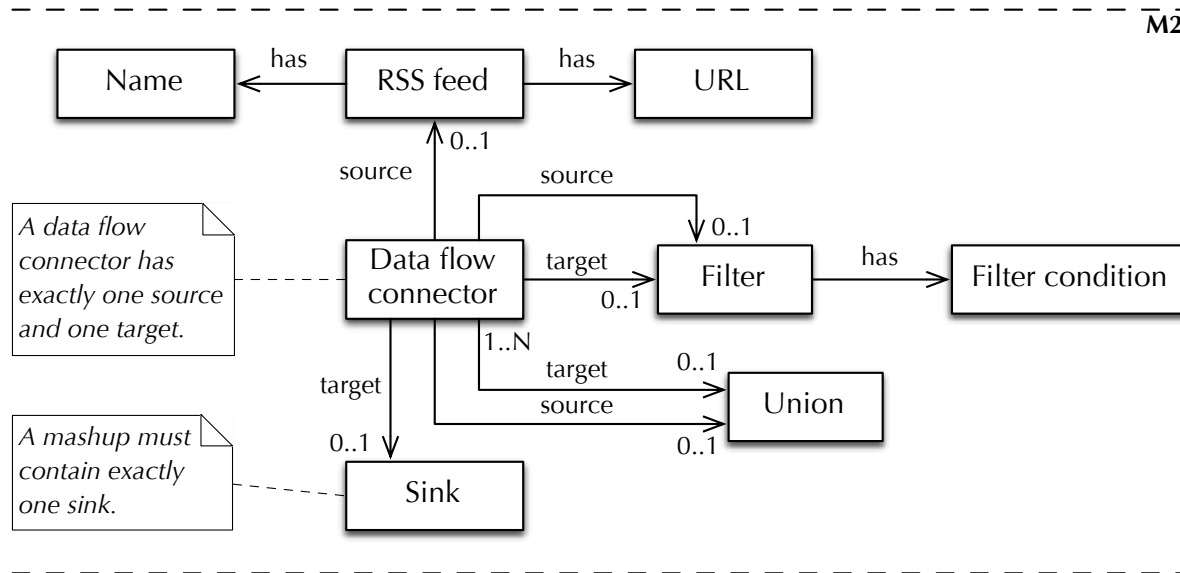 M2
Name
has
RSS feed
has
URL
0..1
source
source
0..1
A data flow
connector has
exactly one source
and one target.
Data flow
connector
target
0..1
Filter
has
Filter condition
1..N
target
0..1
target
source
0..1
Union
A mashup must
contain exactly
one sink.
0..1
Sink